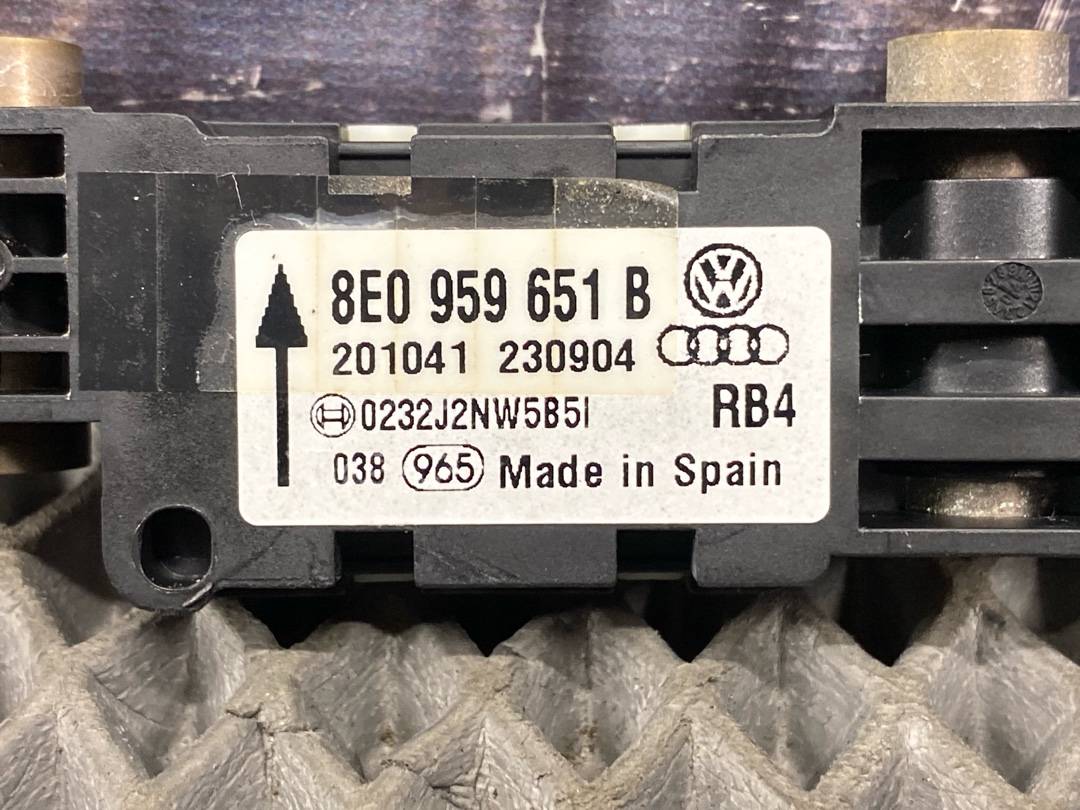 8E0 959 651 B
201041 230904
0232J2NW5B5I
RB4
038 965 Made in Spain